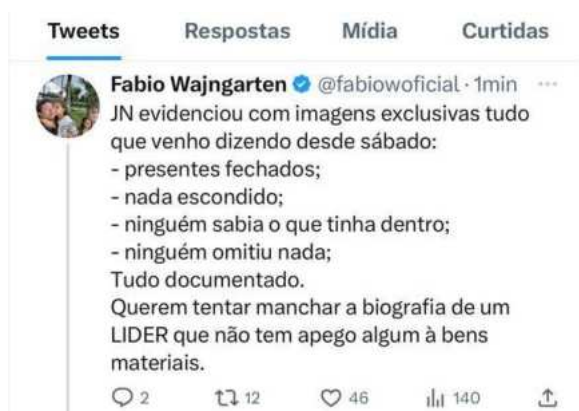 Tweets Respostas Mídia Curtidas
Fabio Wajngarten @fabiowoficial · 1min ...
JN evidenciou com imagens exclusivas tudo
que venho dizendo desde sábado:
- presentes fechados;
- nada escondido;
- ninguém sabia o que tinha dentro;
- ninguém omitiu nada;
Tudo documentado.
Querem tentar manchar a biografia de um
LIDER que não tem apego algum à bens
materiais.
2 12 46 140